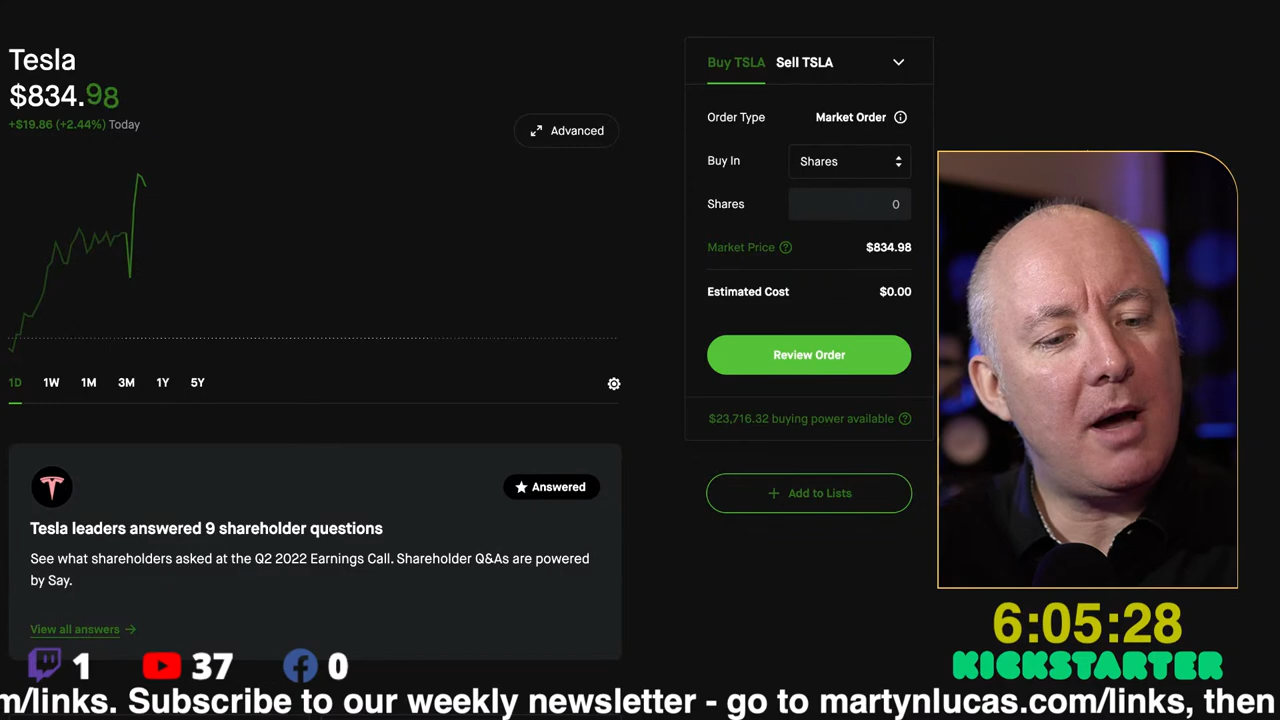 Tesla
$834.98
+$19.86 (+2.44%) Today
Advanced
1D 1W 1M 3M 1Y 5Y
Answered
Tesla leaders answered 9 shareholder questions
See what shareholders asked at the Q2 2022 Earnings Call. Shareholder Q&As are powered
by Say.
View all answers
Buy TSLA Sell TSLA
Order Type Market Order
Buy In Shares
Shares 0
Market Price $834.98
Estimated Cost $0.00
Review Order
$23,716.32 buying power available
Add to Lists
6:05:28
KICKSTARTER
1 37 0
m/links. Subscribe to our weekly newsletter - go to martynlucas.com/links, then